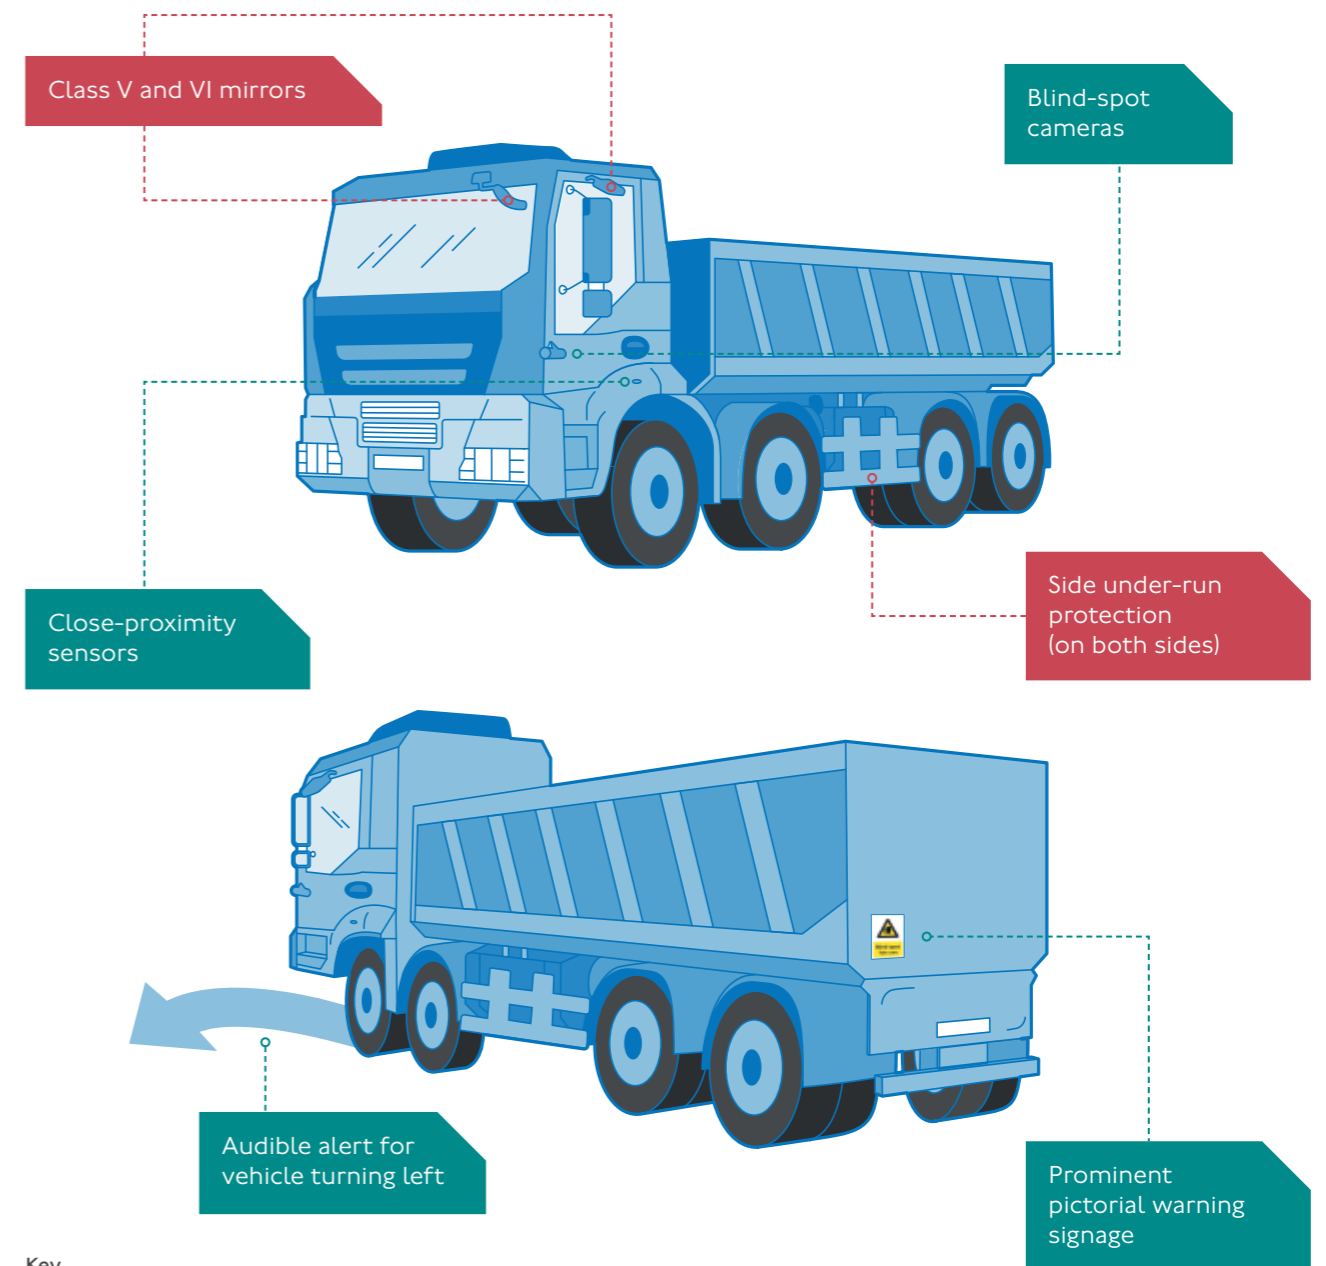 Class V and VI mirrors
Blind-spot
cameras
Close-proximity
sensors
Side under-run
protection
(on both sides)
Audible alert for
vehicle turning left
Prominent
pictorial warning
signage
Key